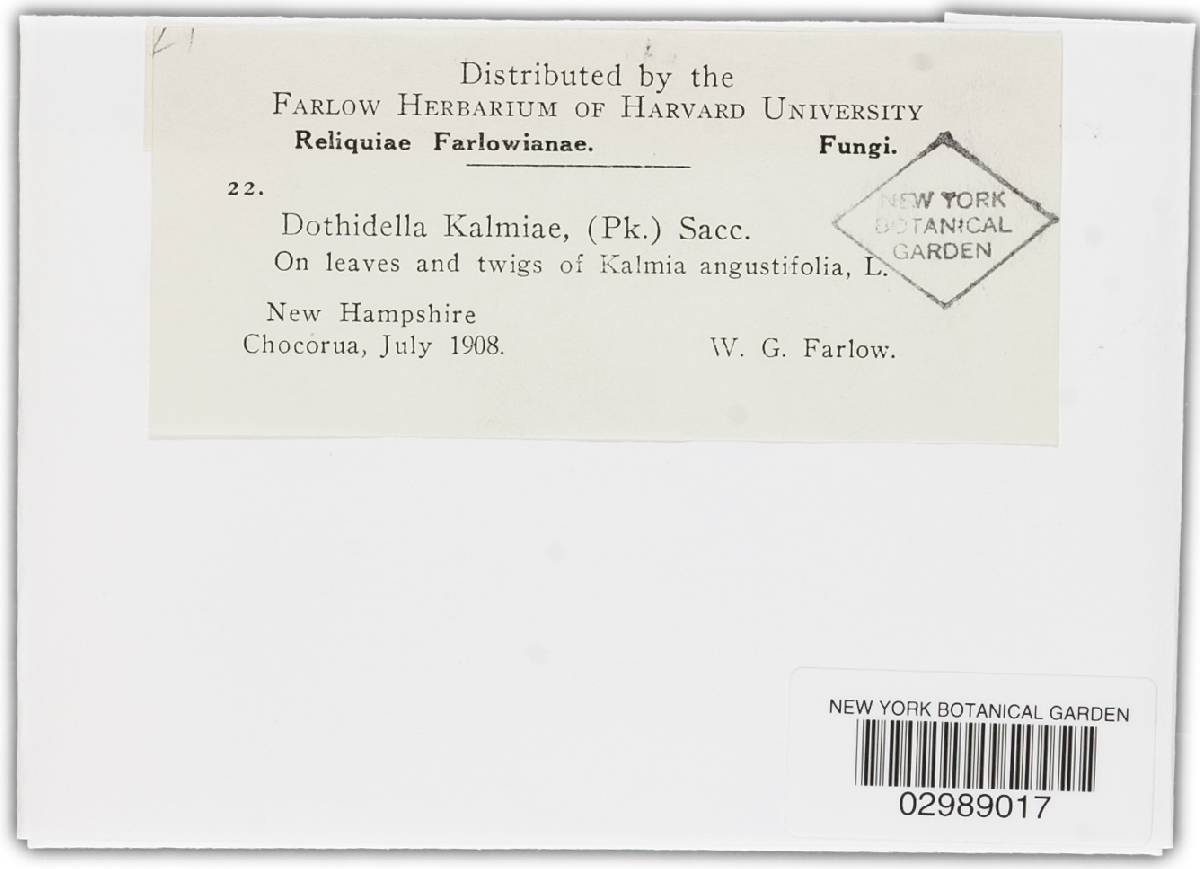 Distributed by the
FARLOW HERBARIUM OF HARVARD UNIVERSITY
Reliquiae Farlowianae. Fungi.
22.
Dothidella Kalmiae, (Pk.) Sacc.
On leaves and twigs of Kalmia angustifolia, L.
New Hampshire
Chocorua, July 1908. W. G. Farlow.
NEW YORK
BOTANICAL
GARDEN
NEW YORK BOTANICAL GARDEN
02989017